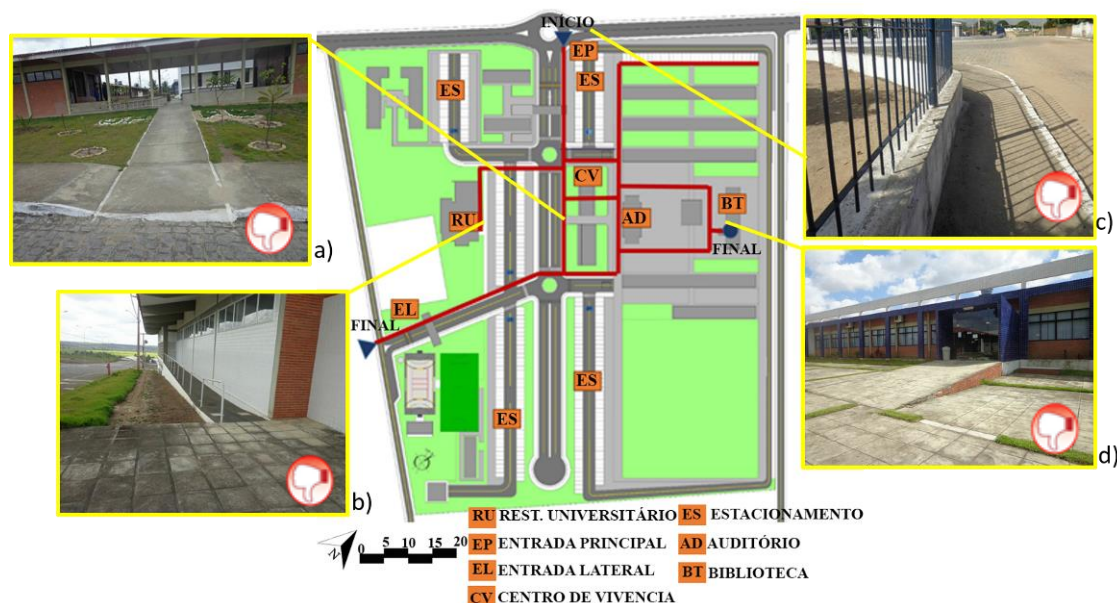 INÍCIO
EP
ES
ES
a)
CV
RU
AD
BT
FINAL
c)
EL
FINAL
ES
ES
b)
d)
RU REST. UNIVERSITÁRIO
ES ESTACIONAMENTO
EP ENTRADA PRINCIPAL
AD AUDITÓRIO
EL ENTRADA LATERAL
BT BIBLIOTECA
CV CENTRO DE VIVENCIA
N
0 5 10 15 20